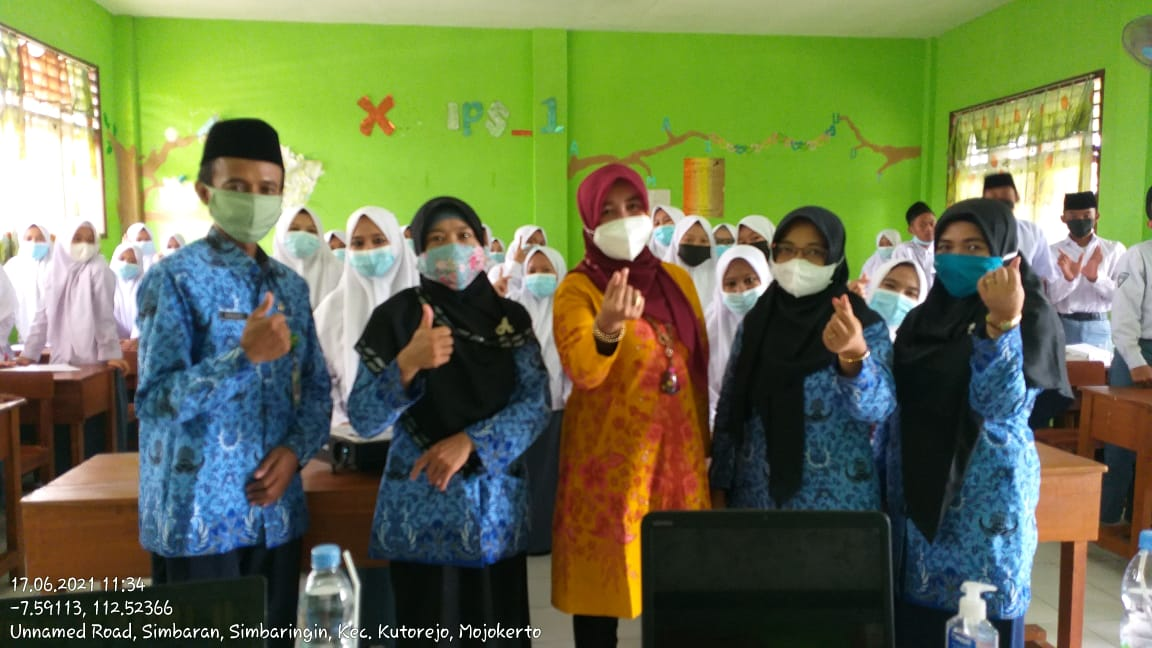 X IPS_1
17.06.2021 11:34
-7.59113, 112.52366
Unnamed Road, Simbaran, Simbaringin, Kec. Kutorejo, Mojokerto